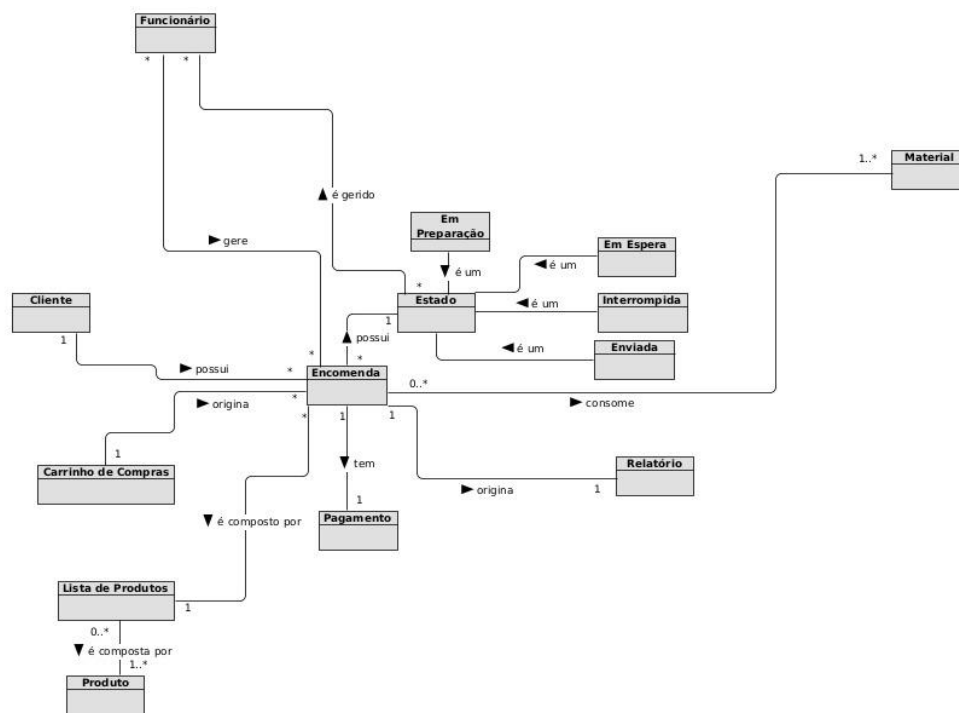 Funcionário
* *
1..* Material
▲ é gerido
Em
Preparação
► gere
Em Espera
▼ é um
◄ é um
* Estado
Interrompida
Cliente
◄ é um
1
1
▲ possui
Enviada
◄ é um
* *
► possui
*
Encomenda
0..*
► consome
*
► origina
* 1 1
1
Carrinho de Compras
▼ tem
Relatório
► origina 1
1
▼ é composto por
Pagamento
Lista de Produtos
1
0..*
▼ é composta por
1..*
Produto